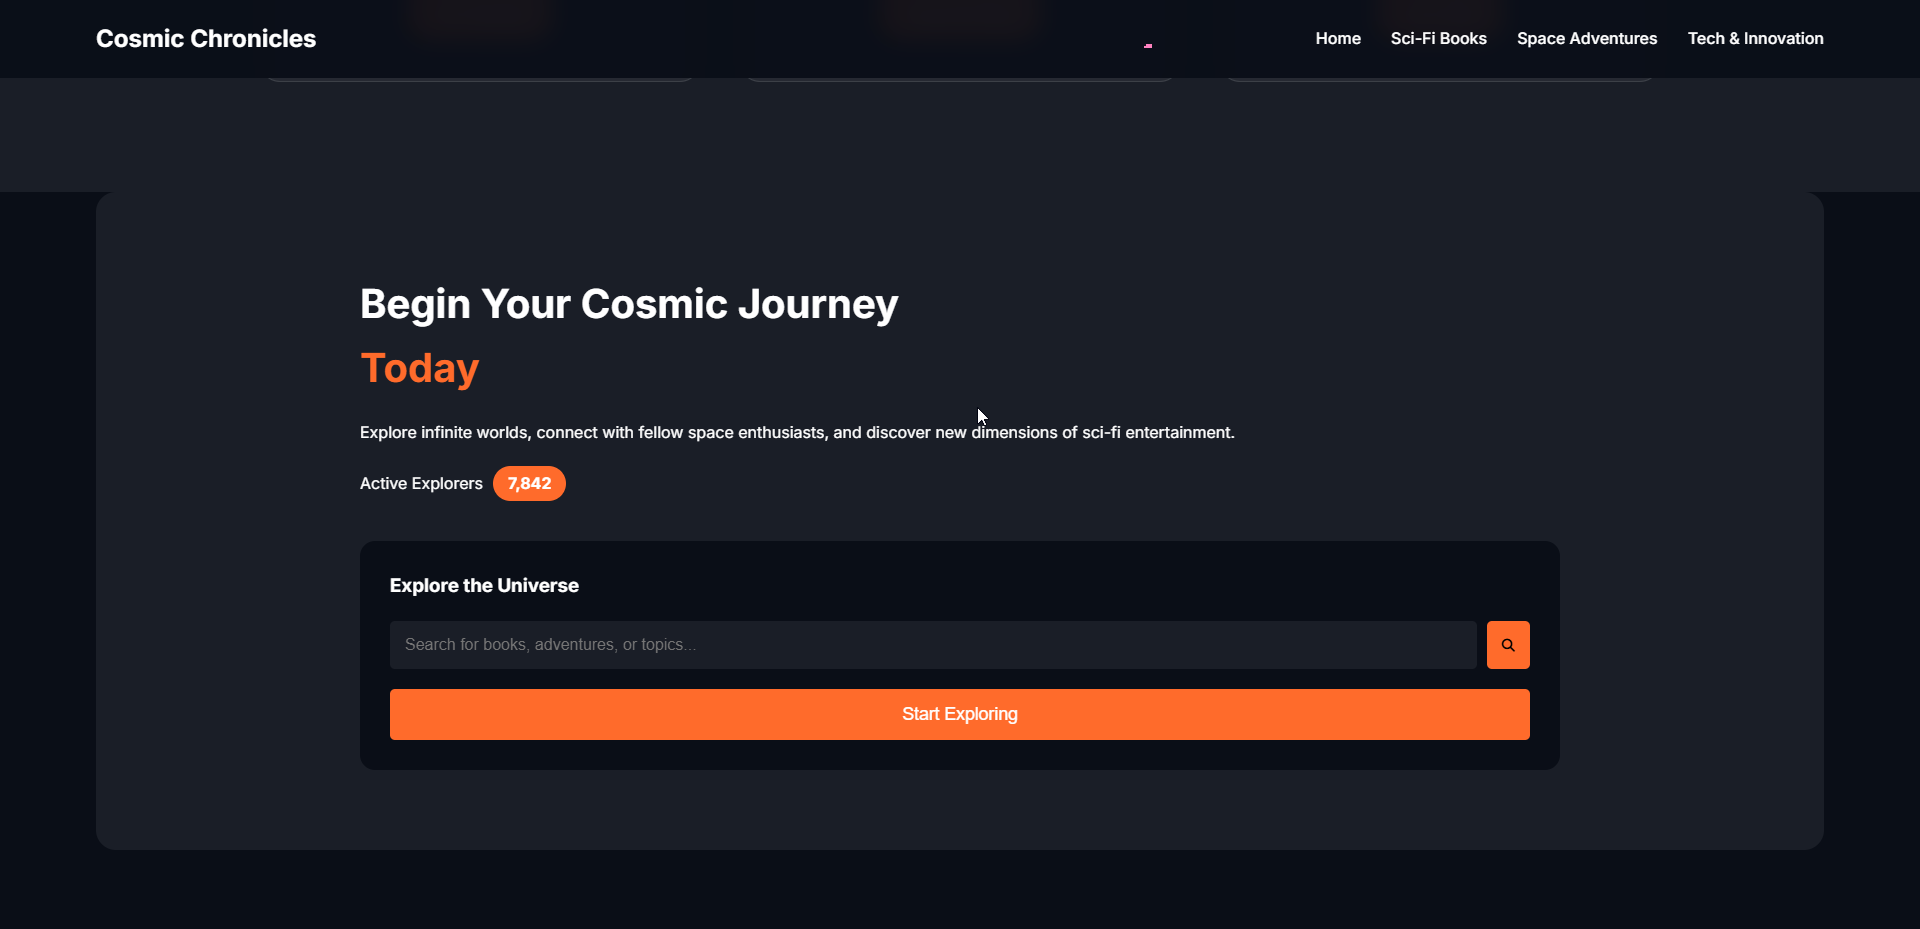 Cosmic Chronicles
Home Sci-Fi Books Space Adventures Tech & Innovation
Begin Your Cosmic Journey
Today
Explore infinite worlds, connect with fellow space enthusiasts, and discover new dimensions of sci-fi entertainment.
Active Explorers 7,842
Explore the Universe
Search for books, adventures, or topics...
Start Exploring